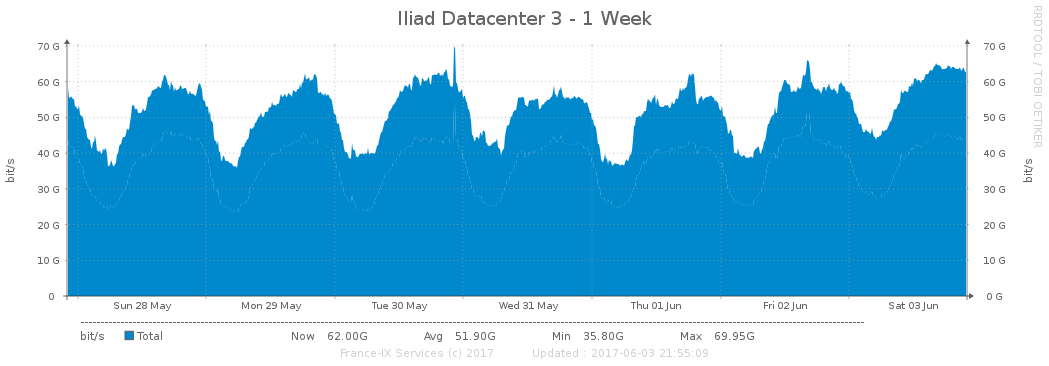 Iliad Datacenter 3 - 1 Week
RRDTOOL / TOBI OETIKER
70 G 70 G
60 G 60 G
50 G 50 G
40 G 40 G
30 G 30 G
20 G 20 G
10 G 10 G
0 0 G
bit/s bit/s
Sun 28 May Mon 29 May Tue 30 May Wed 31 May Thu 01 Jun Fri 02 Jun Sat 03 Jun
bit/s Total Now 62.00G Avg 51.90G Min 35.80G Max 69.95G
France-IX Services (c) 2017 Updated : 2017-06-03 21:55:09